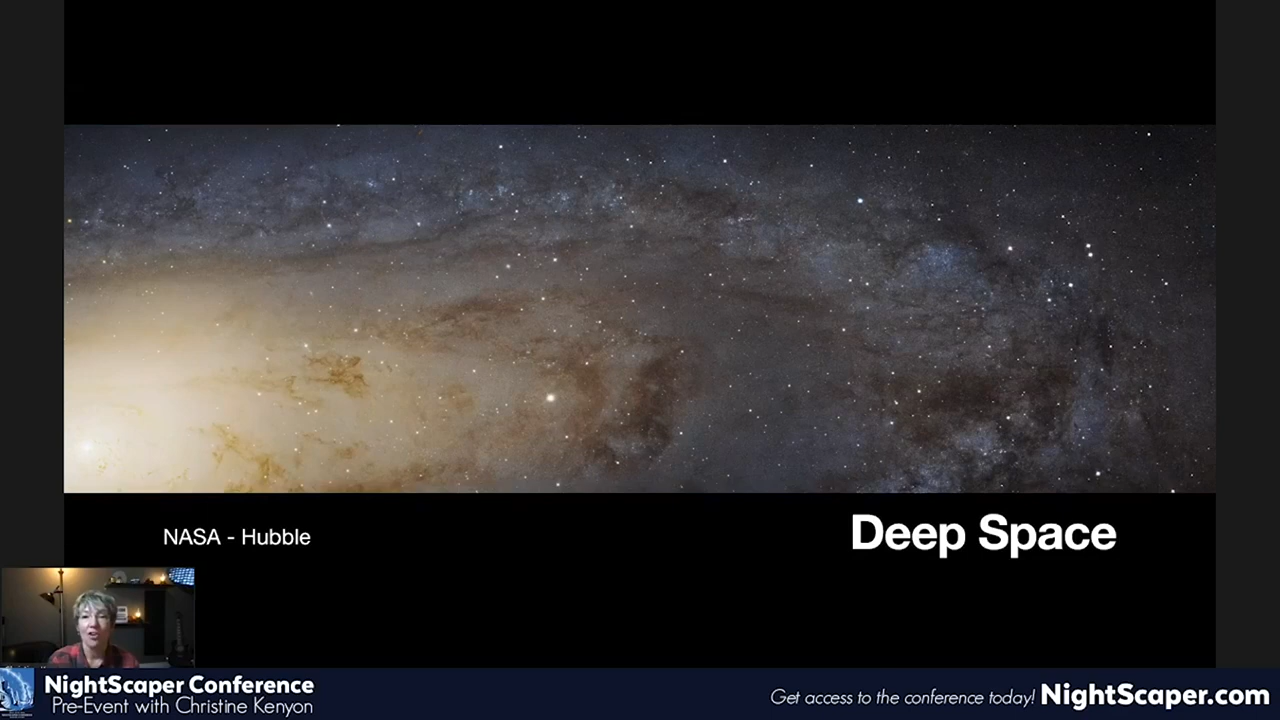 NASA - Hubble
Deep Space
NightScaper Conference
Pre-Event with Christine Kenyon
Get access to the conference today! NightScaper.com